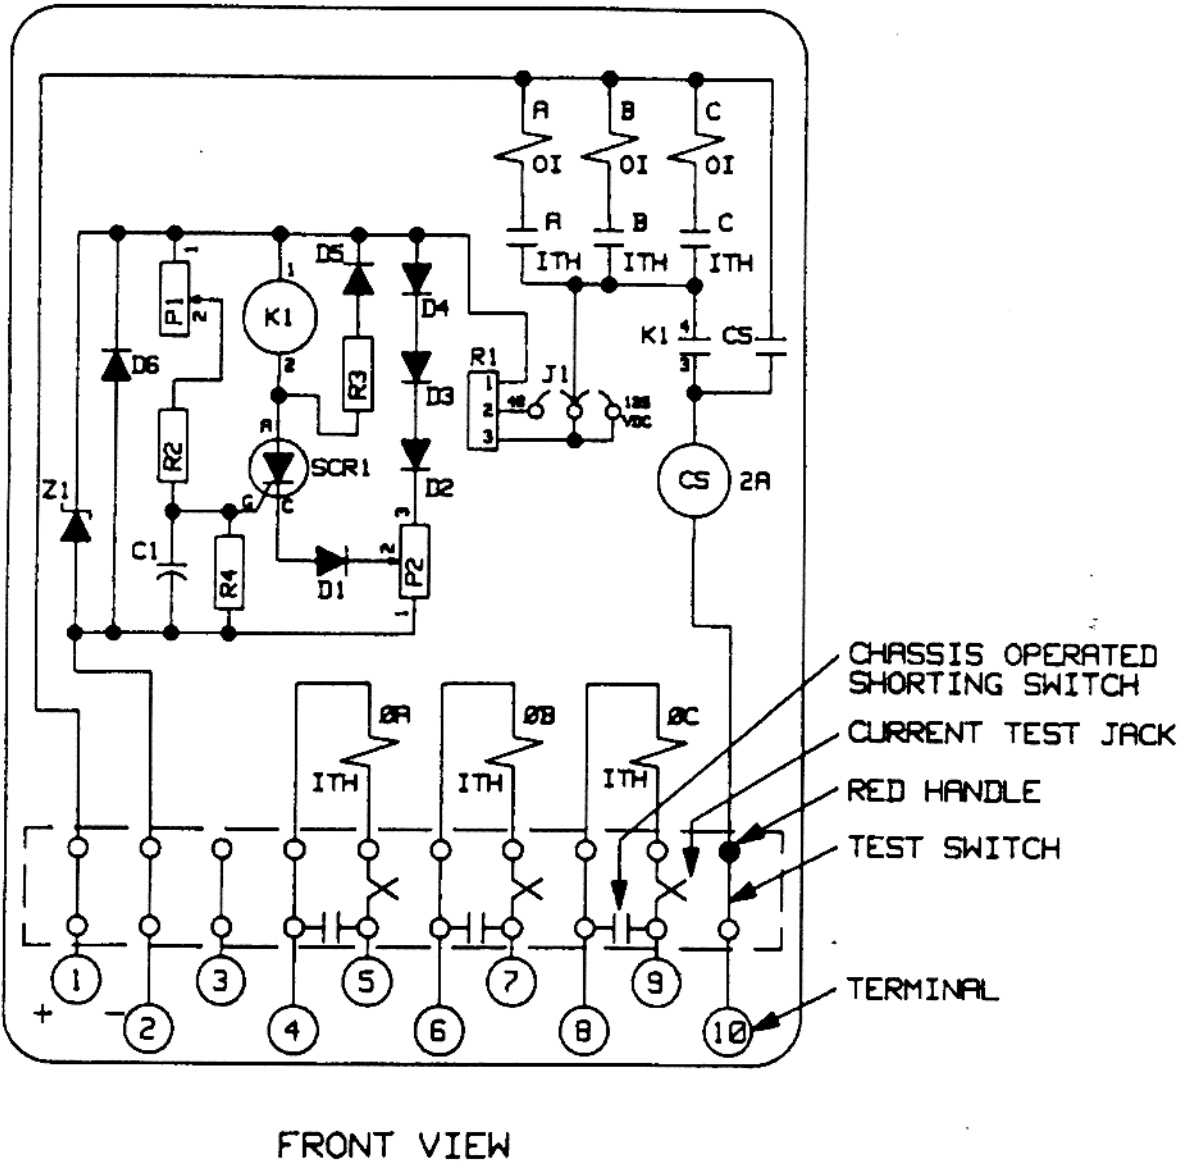 A B C
OI OI OI
A B C
ITH ITH ITH
1
P1
2
1
K1
2
D5
D4
D6
R3
D3
K1 4
3
CS
R1
1
2
3
48
J1
125
VDC
R2
A
SCR1
G
C
D2
CS 2A
Z1
C1
R4
D1
3
2
P2
1
CHASSIS OPERATED
SHORTING SWITCH
ØA ØB ØC
ITH ITH ITH
CURRENT TEST JACK
RED HANDLE
TEST SWITCH
1 3 5 7 9
TERMINAL
+ -
2 4 6 8 10
FRONT VIEW